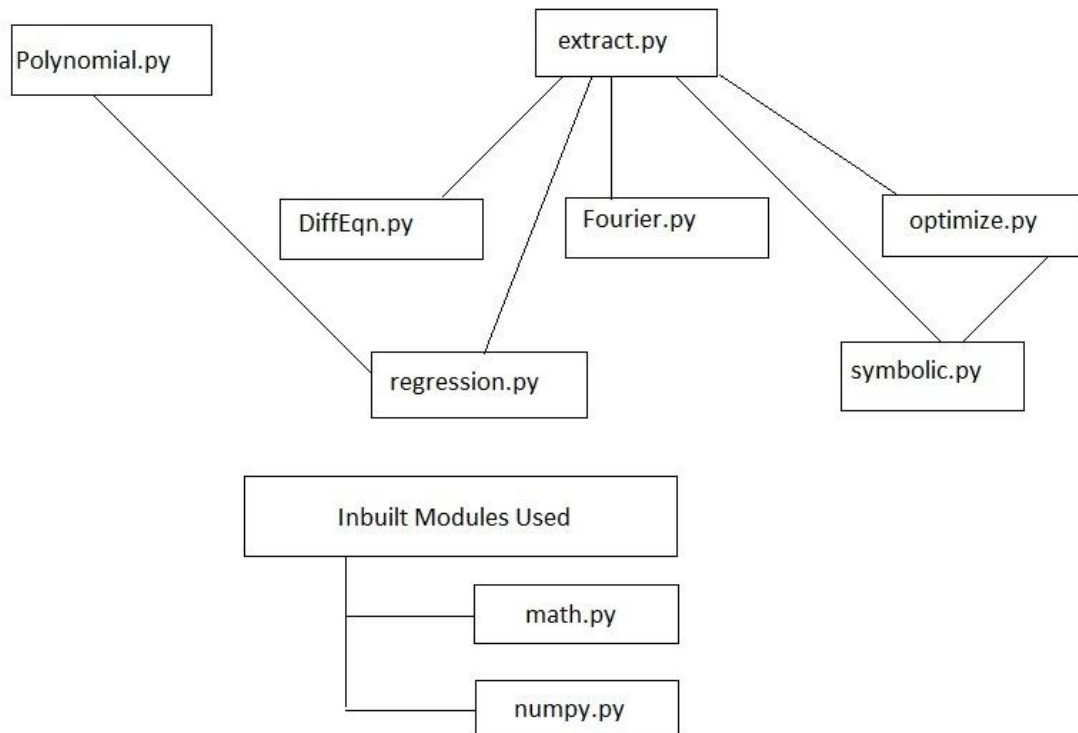 Polynomial.py
extract.py
DiffEqn.py
Fourier.py
optimize.py
regression.py
symbolic.py
Inbuilt Modules Used
math.py
numpy.py